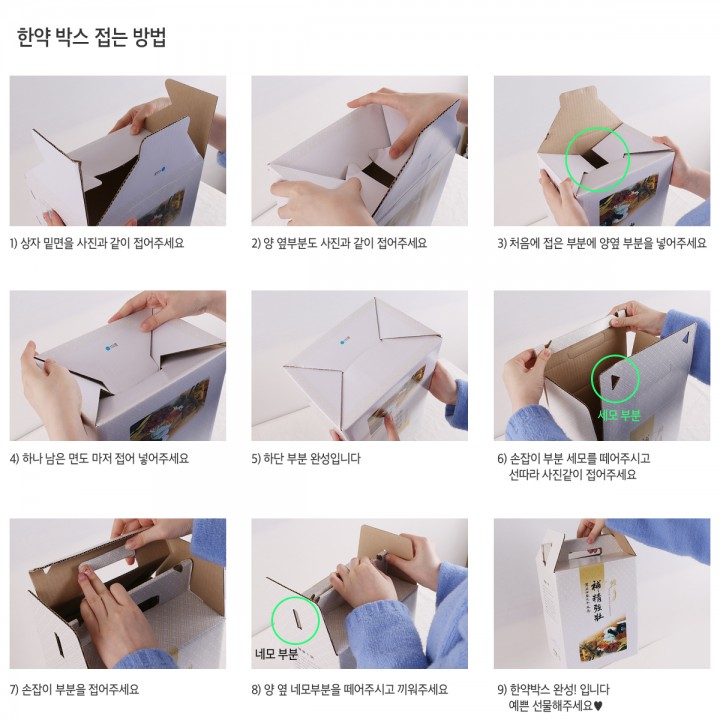 한약 박스 접는 방법
1) 상자 밑면을 사진과 같이 접어주세요
2) 양 옆부분도 사진과 같이 접어주세요
3) 처음에 접은 부분에 양옆 부분을 넣어주세요
4) 하나 남은 면도 마저 접어 넣어주세요
5) 하단 부분 완성입니다
세모 부분
6) 손잡이 부분 세모를 떼어주시고
선따라 사진같이 접어주세요
7) 손잡이 부분을 접어주세요
네모 부분
8) 양 옆 네모부분을 떼어주시고 끼워주세요
補精強壯
9) 한약박스 완성! 입니다
예쁜 선물해주세요♥